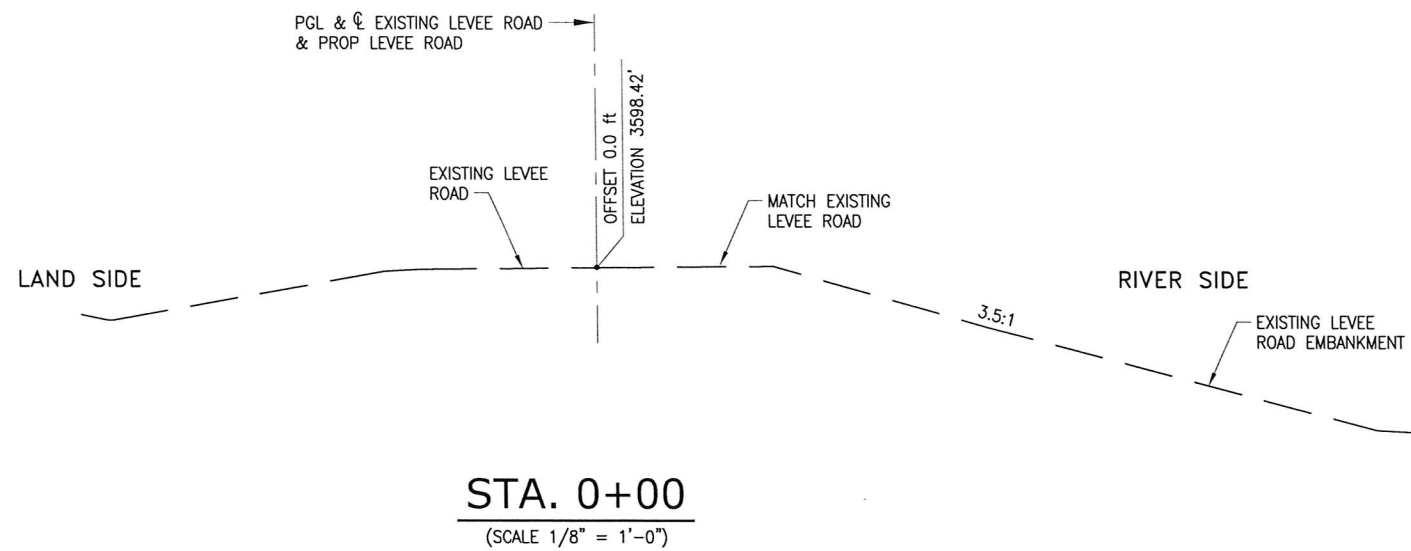 PGL & ℄ EXISTING LEVEE ROAD
& PROP LEVEE ROAD
OFFSET 0.0 ft
ELEVATION 3598.42'
EXISTING LEVEE
ROAD
MATCH EXISTING
LEVEE ROAD
LAND SIDE
RIVER SIDE
3.5:1
EXISTING LEVEE
ROAD EMBANKMENT
STA. 0+00
(SCALE 1/8" = 1'-0")